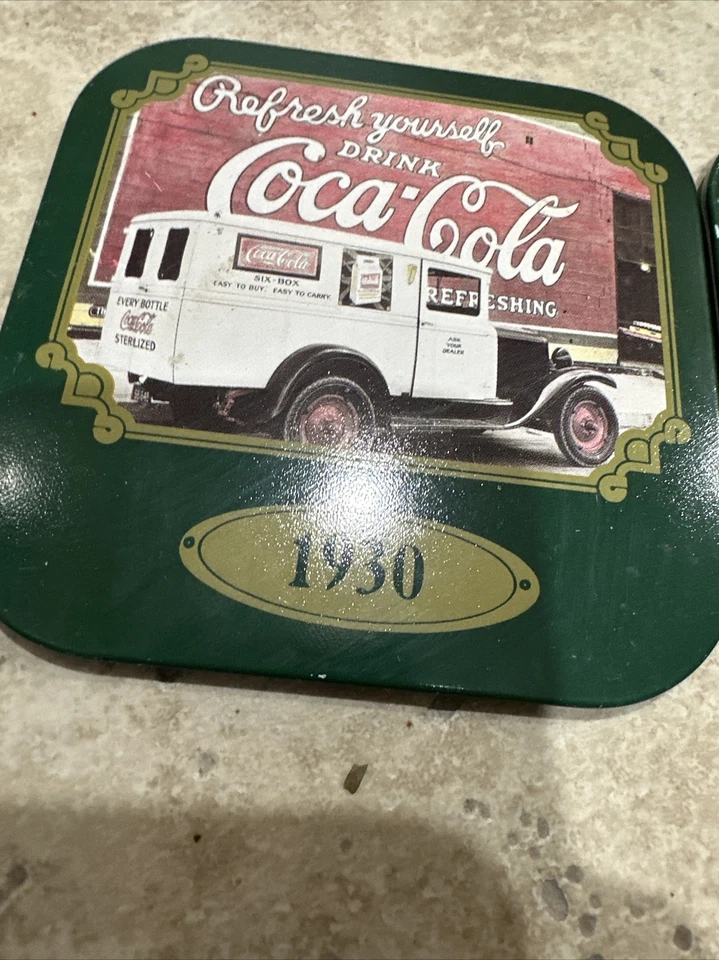 Refresh yourself
DRINK
Coca-Cola
REFRESHING
Coca-Cola
SIX-BOX
EASY TO BUY. EASY TO CARRY.
EVERY BOTTLE
Coca-Cola
STERILIZED
ASK
YOUR
DEALER
1930